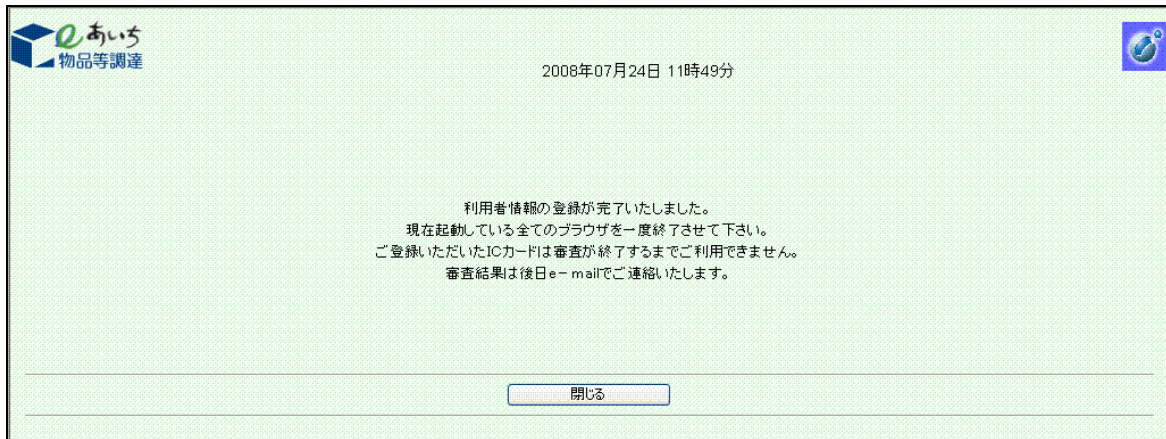 eあいち
物品等調達
2008年07月24日 11時49分
利用者情報の登録が完了いたしました。
現在起動している全てのブラウザを一度終了させて下さい。
ご登録いただいたICカードは審査が終了するまでご利用できません。
審査結果は後日e－mailでご連絡いたします。
閉じる